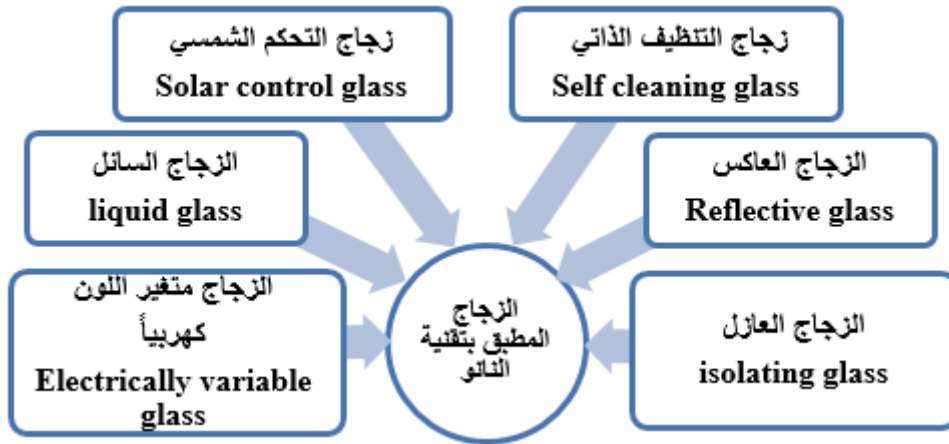 زجاج التحكم الشمسي
Solar control glass
زجاج التنظيف الذاتي
Self cleaning glass
الزجاج السائل
liquid glass
الزجاج العاكس
Reflective glass
الزجاج متغير اللون
كهربياً
Electrically variable
glass
الزجاج
المطبق بتقنية
النانو
الزجاج العازل
isolating glass